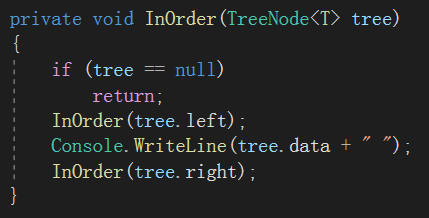 private void InOrder(TreeNode<T> tree)
{
    if (tree == null)
        return;
    InOrder(tree.left);
    Console.WriteLine(tree.data + " ");
    InOrder(tree.right);
}